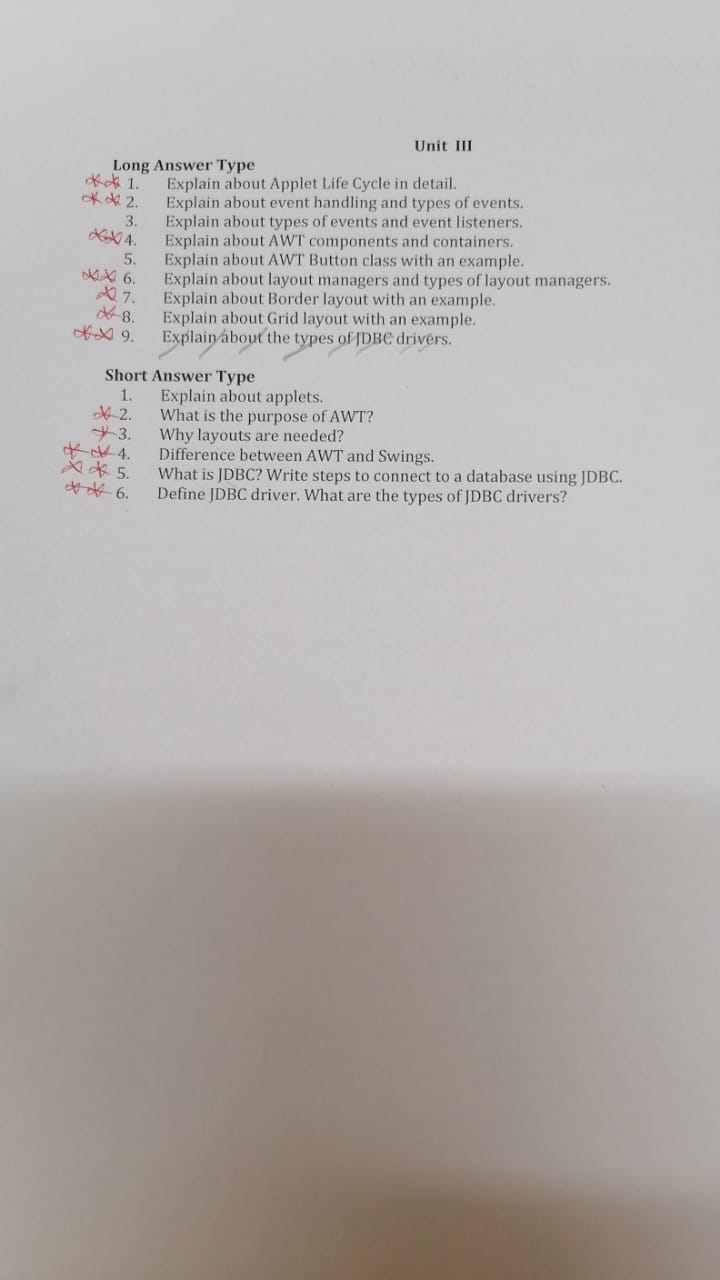 Unit III
Long Answer Type
1. Explain about Applet Life Cycle in detail.
2. Explain about event handling and types of events.
3. Explain about types of events and event listeners.
4. Explain about AWT components and containers.
5. Explain about AWT Button class with an example.
6. Explain about layout managers and types of layout managers.
7. Explain about Border layout with an example.
8. Explain about Grid layout with an example.
9. Explain about the types of JDBC drivers.
Short Answer Type
1. Explain about applets.
2. What is the purpose of AWT?
3. Why layouts are needed?
4. Difference between AWT and Swings.
5. What is JDBC? Write steps to connect to a database using JDBC.
6. Define JDBC driver. What are the types of JDBC drivers?